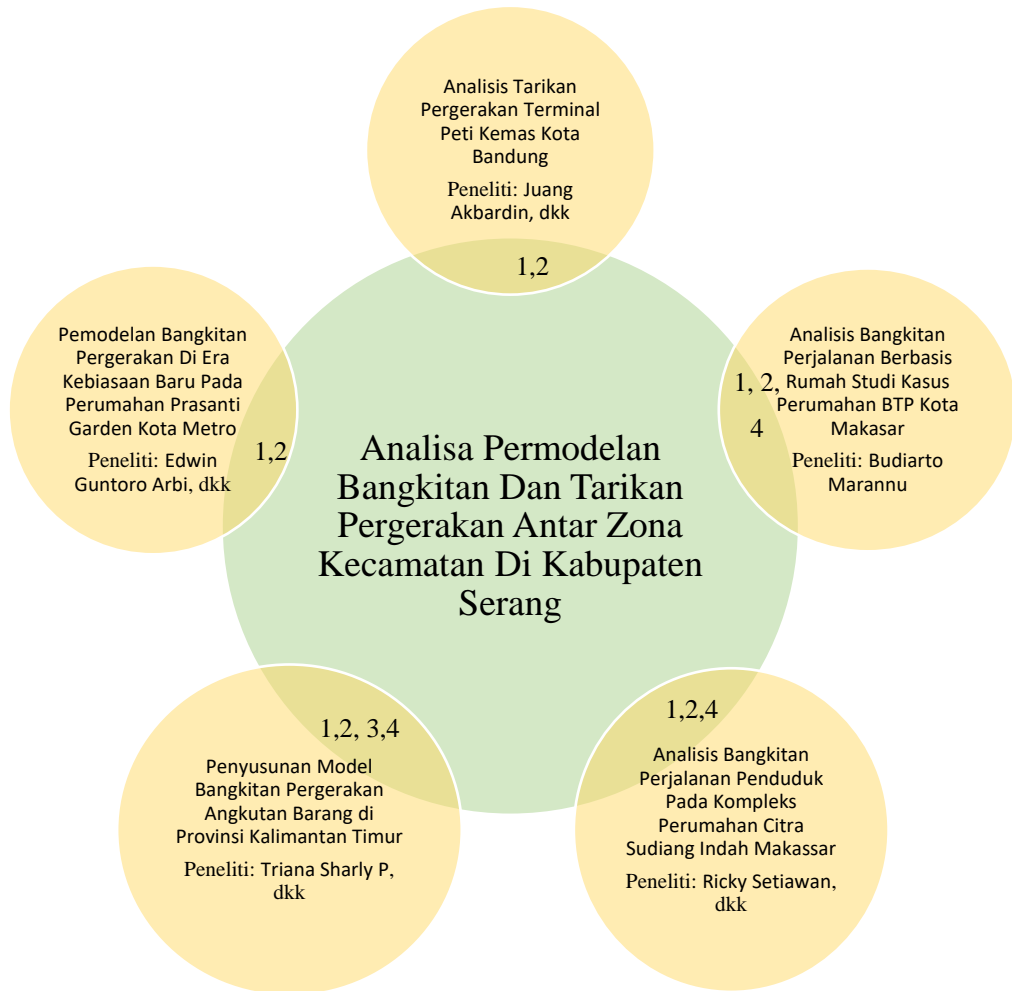 Analisis Tarikan
Pergerakan Terminal
Peti Kemas Kota
Bandung
Peneliti: Juang
Akbardin, dkk
1,2
Analisis Bangkitan
Perjalanan Berbasis
Rumah Studi Kasus
Perumahan BTP Kota
Makasar
Peneliti: Budiarto
Marannu
1, 2,
4
Pemodelan Bangkitan
Pergerakan Di Era
Kebiasaan Baru Pada
Perumahan Prasanti
Garden Kota Metro
Peneliti: Edwin
Guntoro Arbi, dkk
1,2
Analisa Permodelan
Bangkitan Dan Tarikan
Pergerakan Antar Zona
Kecamatan Di Kabupaten
Serang
1,2, 3,4
Penyusunan Model
Bangkitan Pergerakan
Angkutan Barang di
Provinsi Kalimantan Timur
Peneliti: Triana Sharly P,
dkk
1,2,4
Analisis Bangkitan
Perjalanan Penduduk
Pada Kompleks
Perumahan Citra
Sudiang Indah Makassar
Peneliti: Ricky Setiawan,
dkk